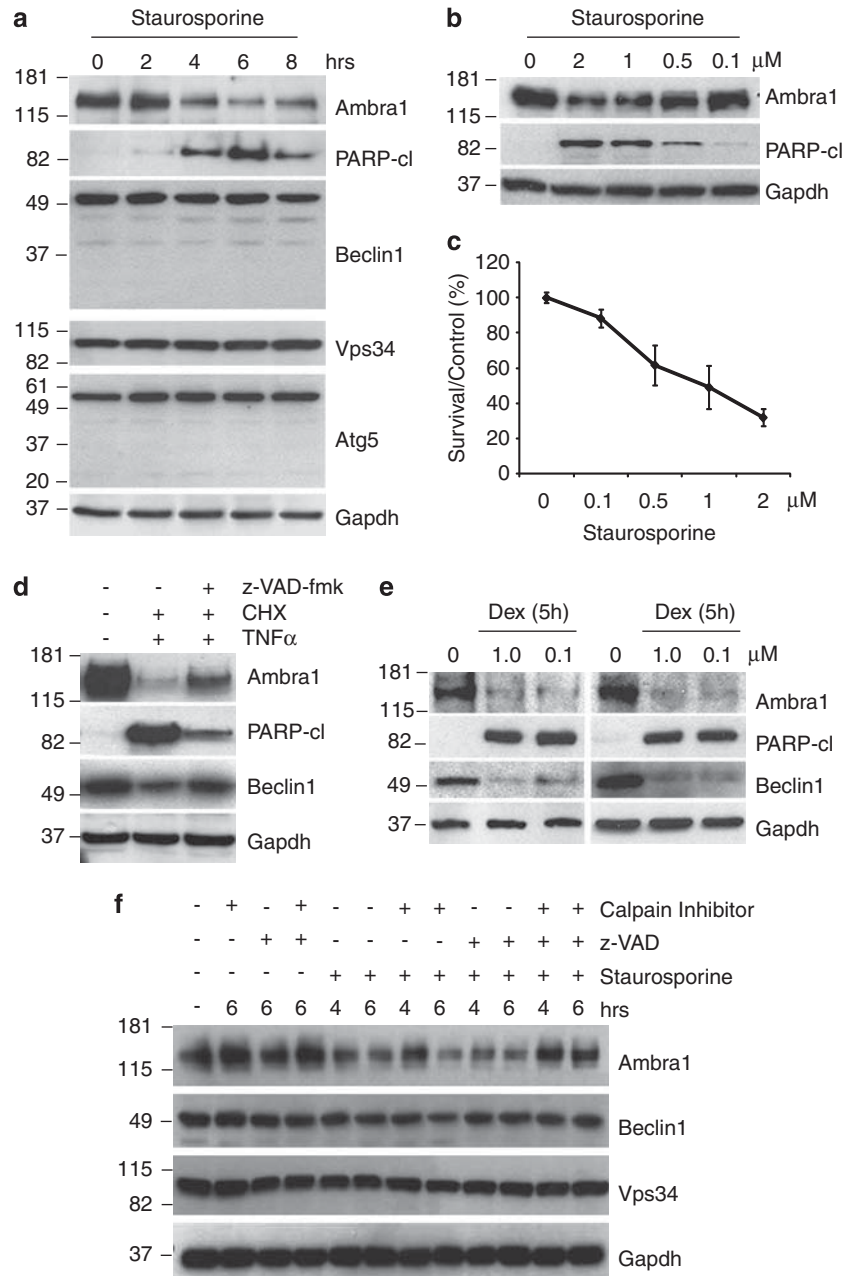 a
Staurosporine
0 2 4 6 8 hrs
181
115
Ambra1
82
PARP-cl
49
37
Beclin1
115
82
Vps34
61
49
37
20
Atg5
37
Gapdh
b
Staurosporine
0 2 1 0.5 0.1 µM
181
115
Ambra1
82
PARP-cl
37
Gapdh
c
Survival/Control (%)
120
100
80
60
40
20
0
0 0.1 0.5 1 2 µM
Staurosporine
d
- - + z-VAD-fmk
- + + CHX
- + + TNFα
181
115
Ambra1
82
PARP-cl
49
Beclin1
37
Gapdh
e
Dex (5h) Dex (5h)
0 1.0 0.1 0 1.0 0.1 µM
181
115
Ambra1
82
PARP-cl
49
Beclin1
37
Gapdh
f
- + - + - - + + - - + + Calpain Inhibitor
- - + + - - - - + + + + z-VAD
- - - - + + + + + + + + Staurosporine
- 6 6 6 4 6 4 6 4 6 4 6 hrs
181
115
Ambra1
49
Beclin1
115
82
Vps34
37
Gapdh